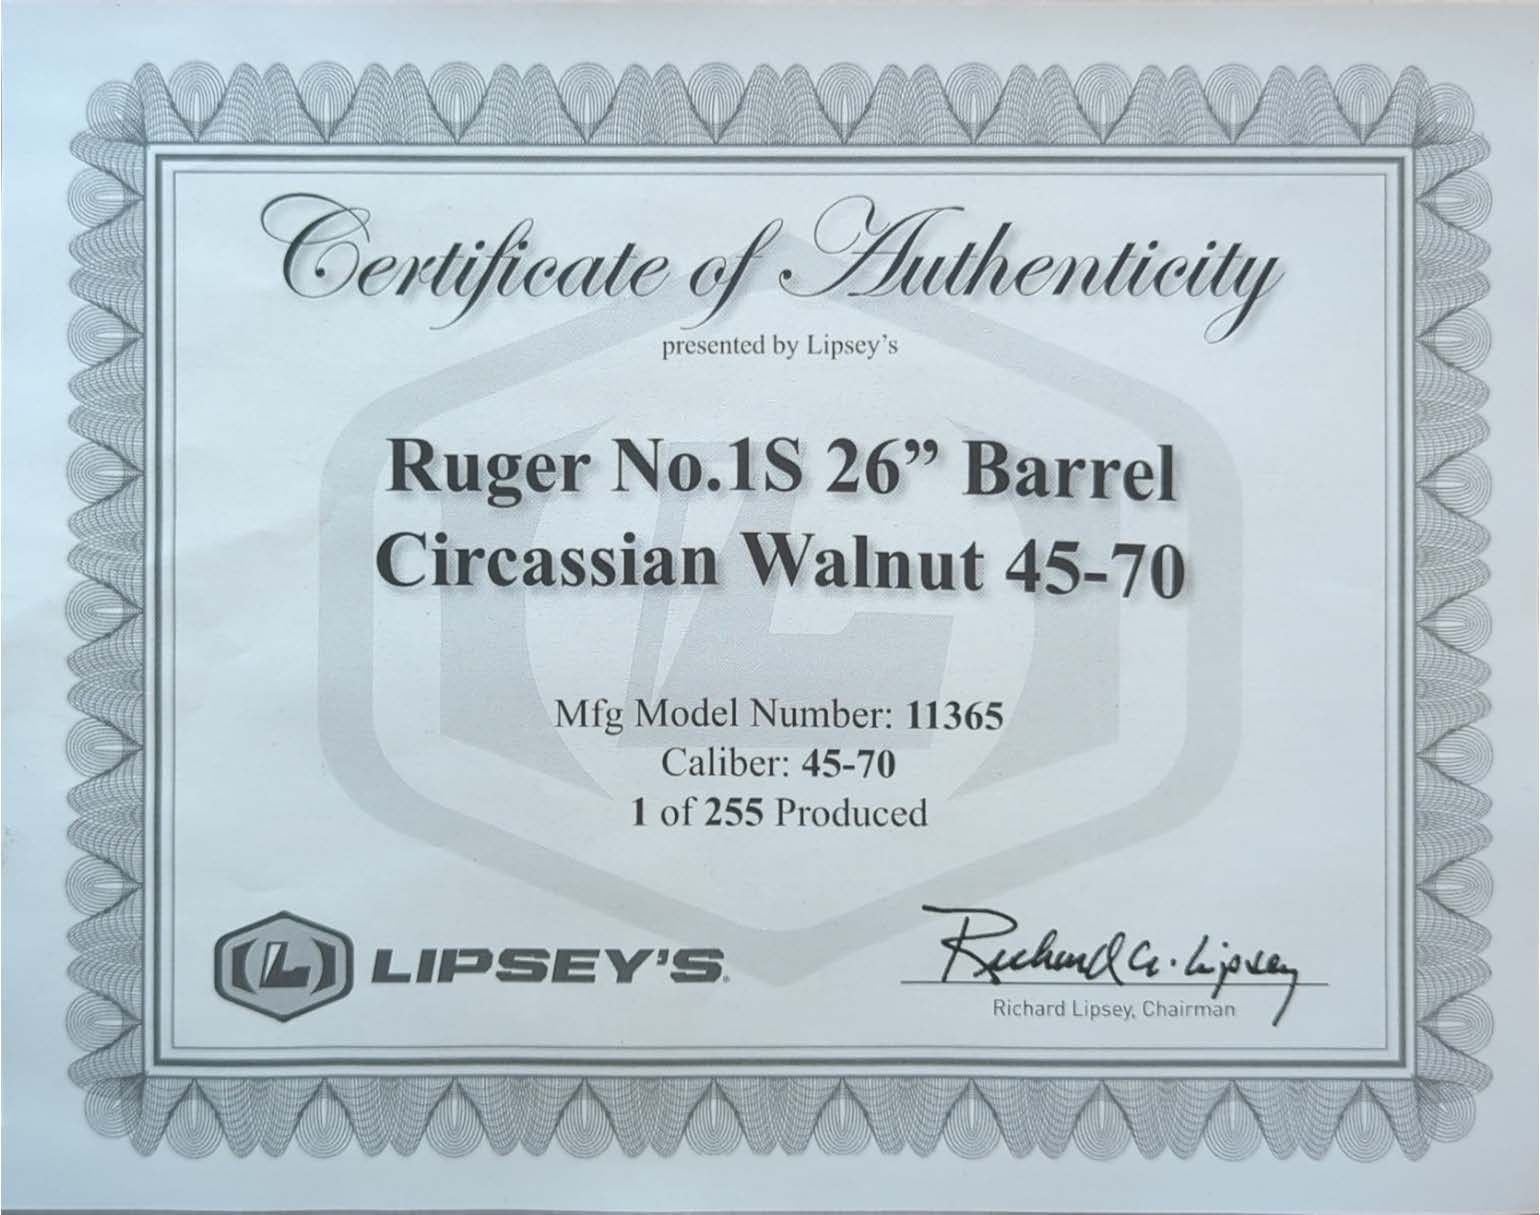 Certificate of Authenticity
presented by Lipsey's
Ruger No.1S 26” Barrel
Circassian Walnut 45-70
Mfg Model Number: 11365
Caliber: 45-70
1 of 255 Produced
L LIPSEY'S®
Richard G. Lipsey
Richard Lipsey, Chairman